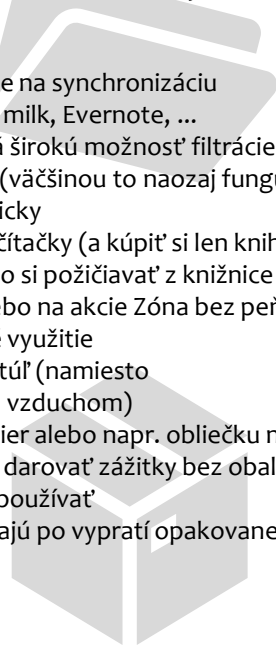 e na synchronizáciu
milk, Evernote, ...
širokú možnosť filtrácie
(väčšinou to naozaj fungu
icky
čítačky (a kúpiť si len knih
o si požičiavať z knižnice
ebo na akcie Zóna bez peň
využitie
túľ (namiesto
vzduchom)
ier alebo napr. obliečku n
darovať zážitky bez obal
používať
ajú po vypratí opakovane